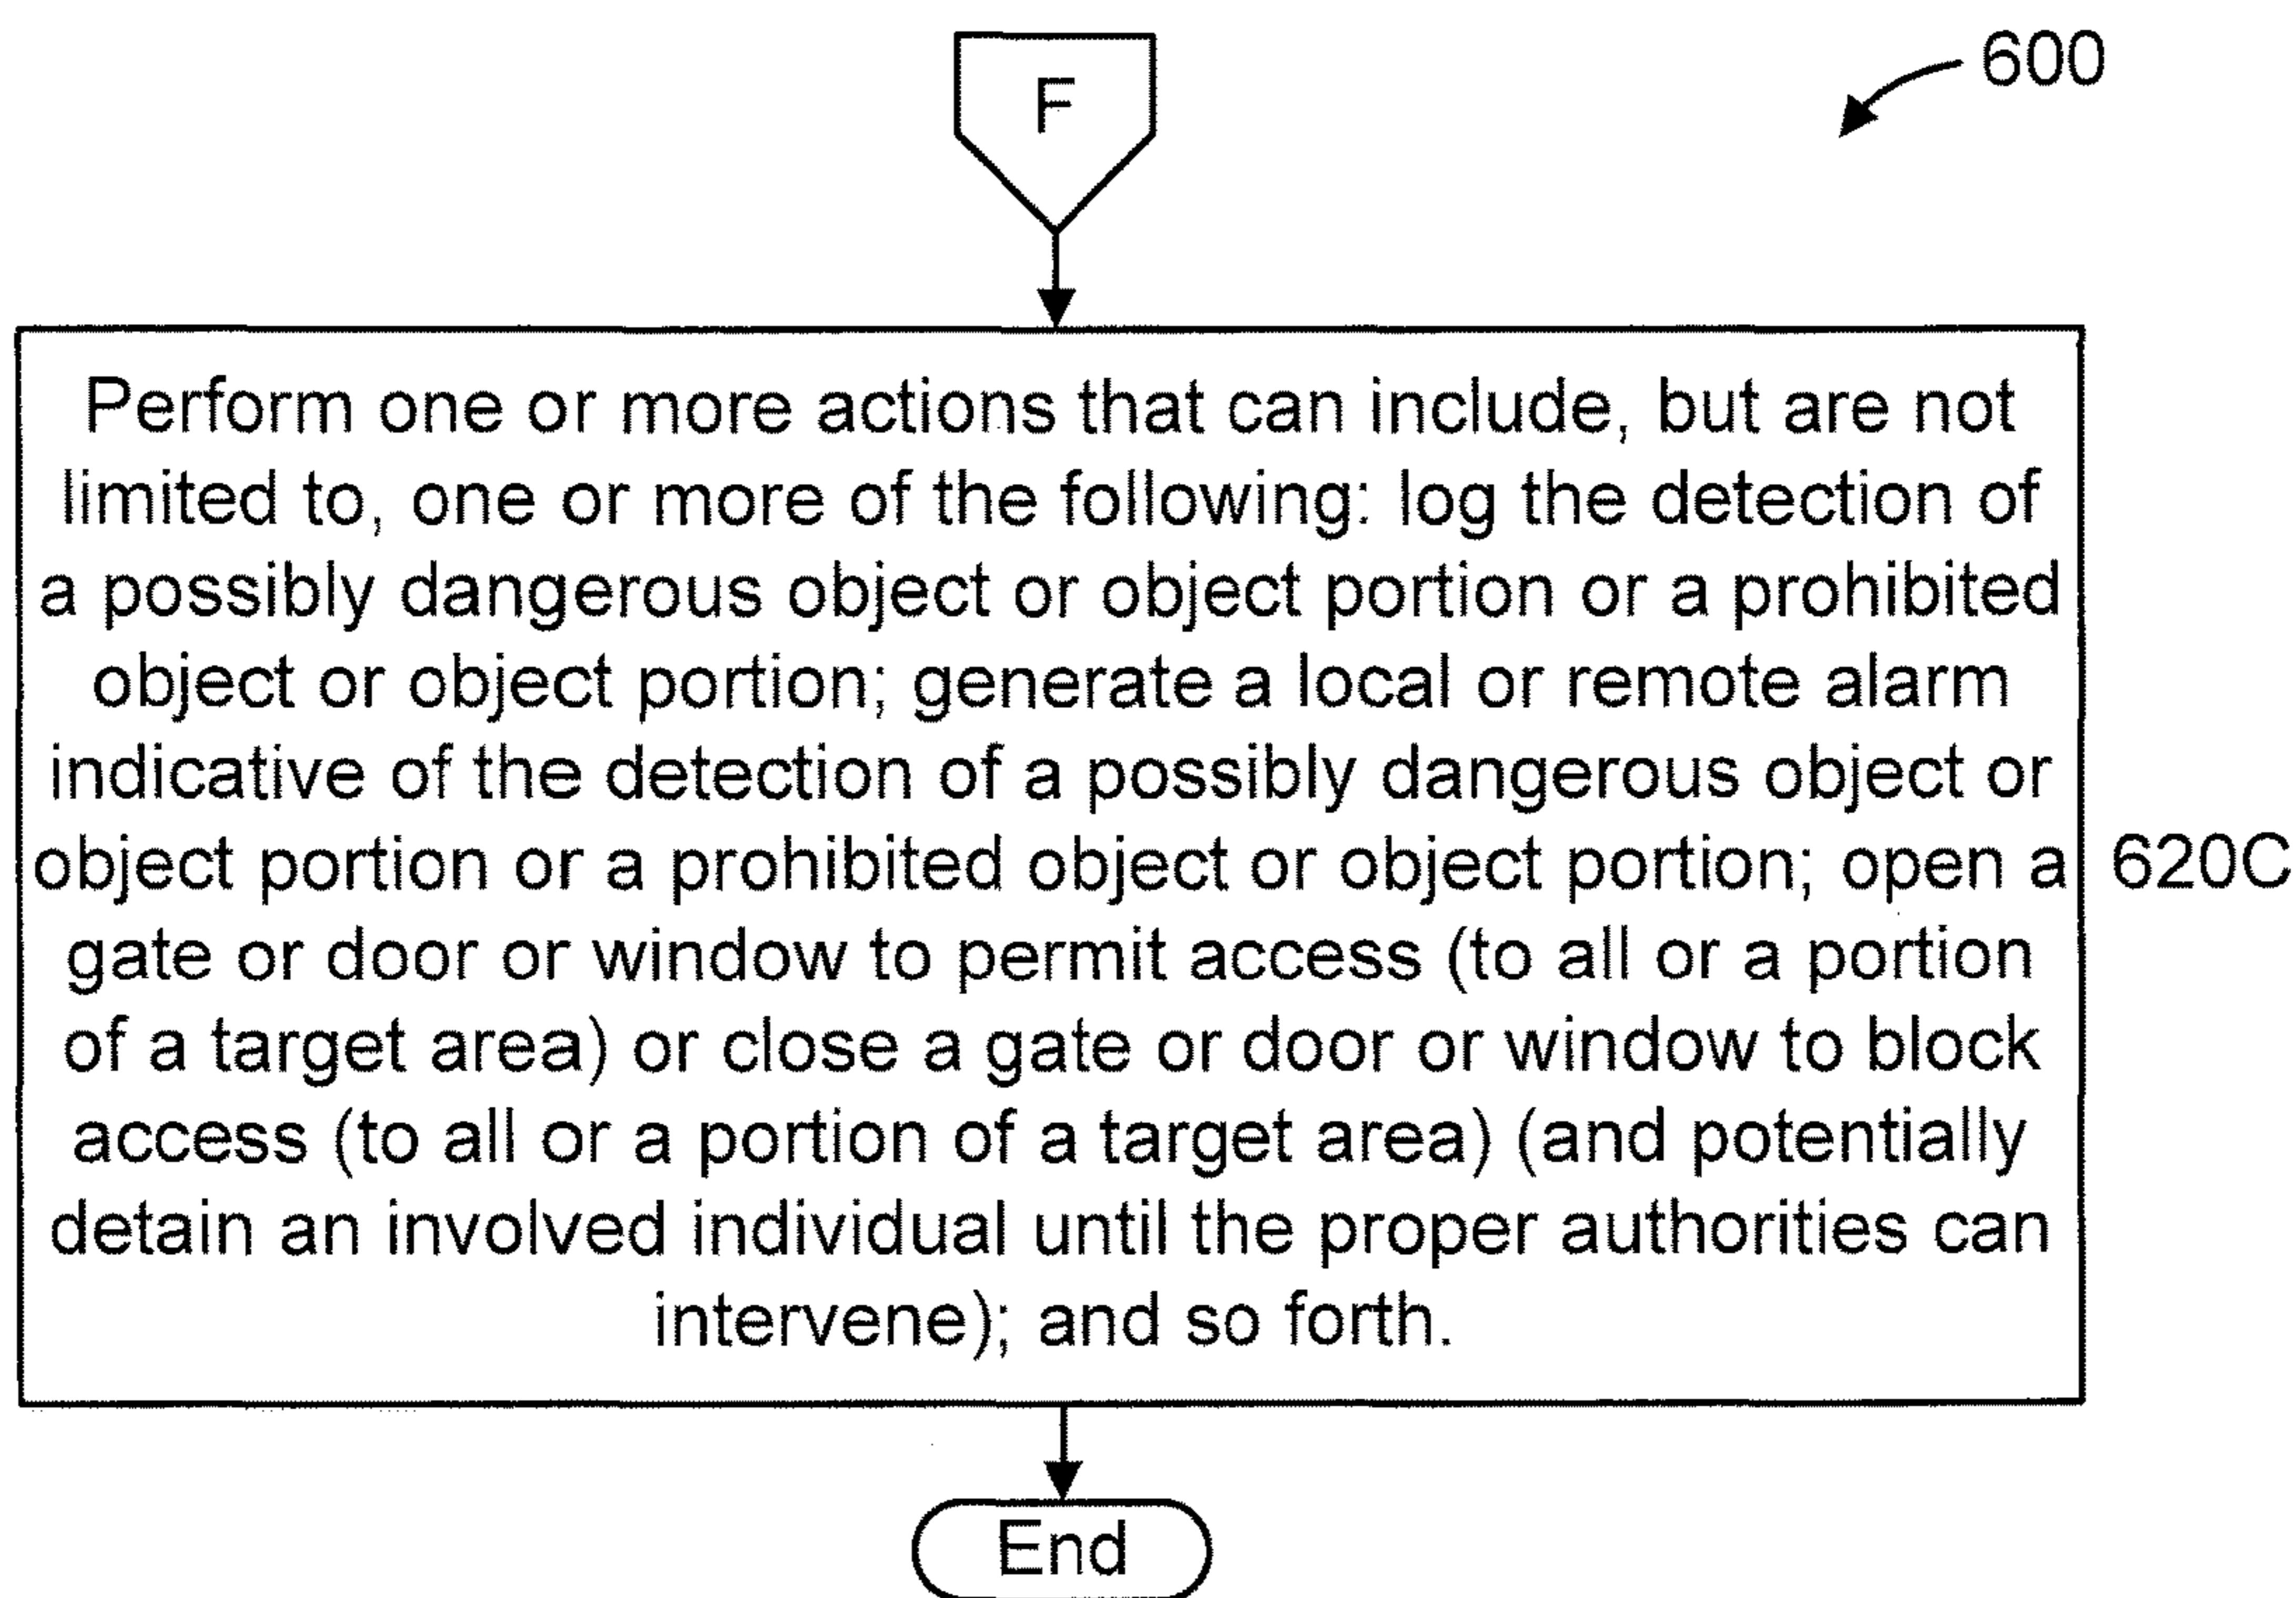 F
600
Perform one or more actions that can include, but are not
limited to, one or more of the following: log the detection of
a possibly dangerous object or object portion or a prohibited
object or object portion; generate a local or remote alarm
indicative of the detection of a possibly dangerous object or
object portion or a prohibited object or object portion; open a
gate or door or window to permit access (to all or a portion
of a target area) or close a gate or door or window to block
access (to all or a portion of a target area) (and potentially
detain an involved individual until the proper authorities can
intervene); and so forth.
620C
End